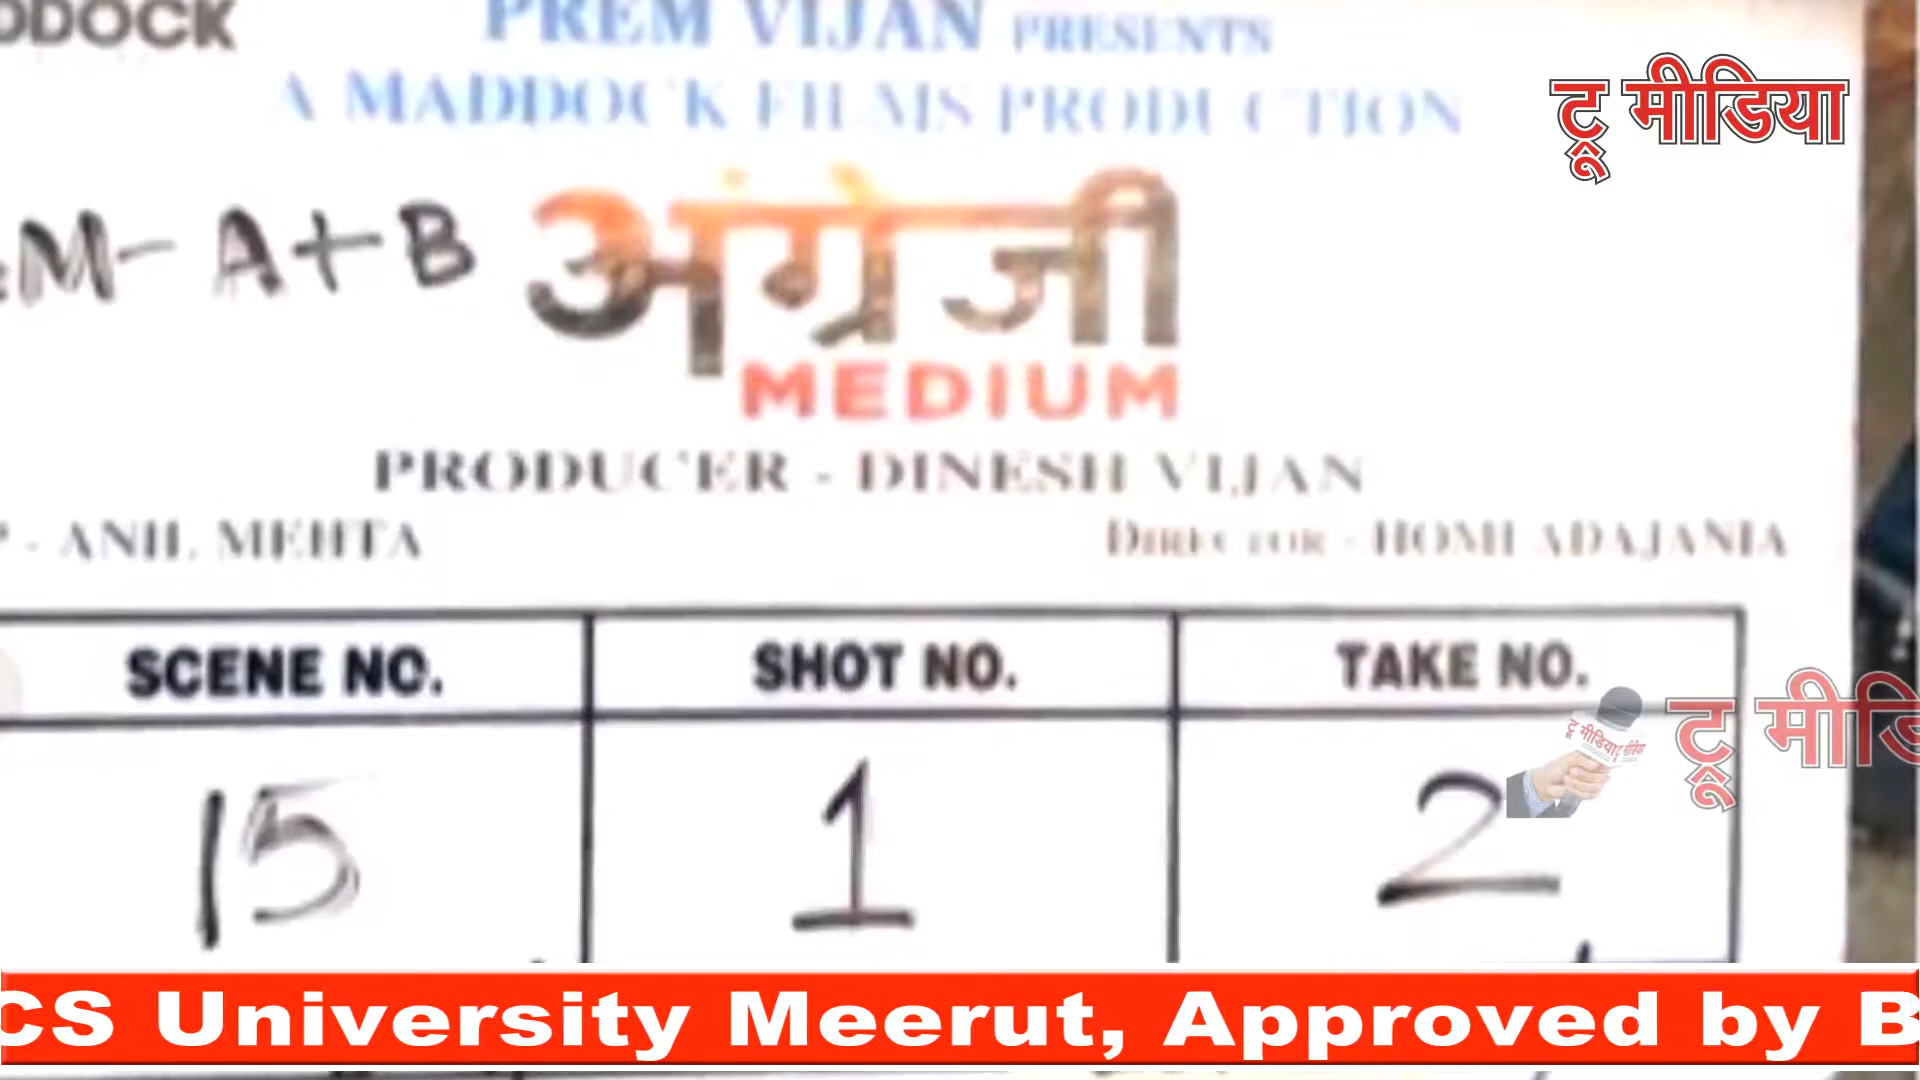 DDOCK
PREM VIJAN PRESENTS
A MADDOCK FILMS PRODUCTION
टू मीडिया
M- A+B
अंग्रेजी
MEDIUM
PRODUCER - DINESH VIJAN
P - ANIL MEHTA
DIRECTOR - HOMI ADAJANIA
SCENE NO. SHOT NO. TAKE NO.
टू मीडि
टू मीडिया
15 1 2
CS University Meerut, Approved by B